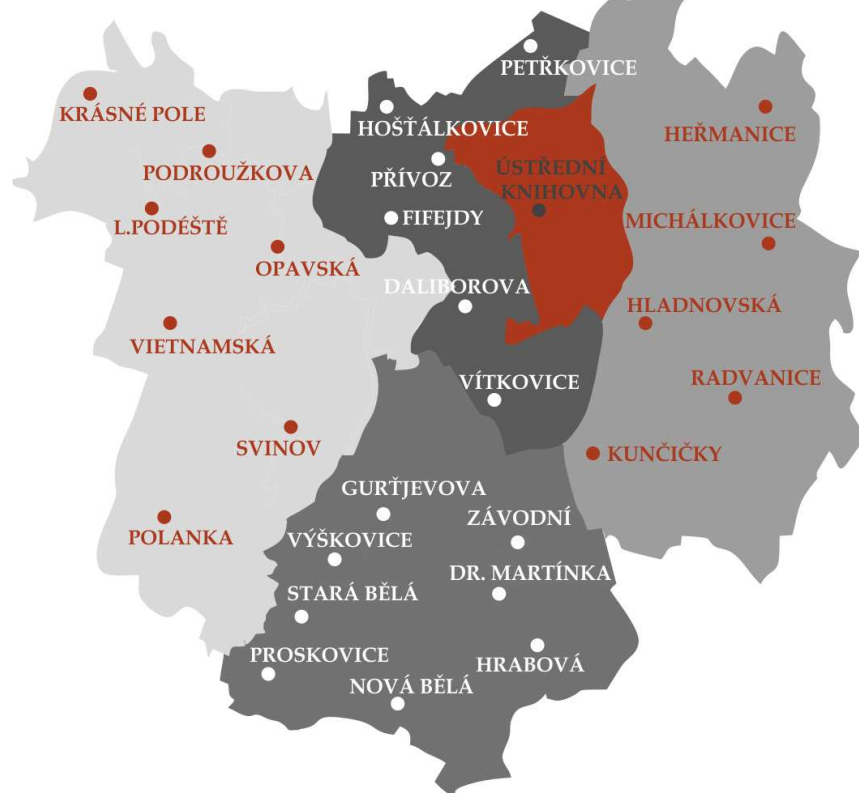 PETŘKOVICE
KRÁSNÉ POLE
HOŠŤÁLKOVICE
HEŘMANICE
PODROUŽKOVA
PŘÍVOZ
ÚSTŘEDNÍ
KNIHOVNA
L.PODÉŠTĚ
FIFEJDY
MICHÁLKOVICE
OPAVSKÁ
DALIBOROVA
HLADNOVSKÁ
VIETNAMSKÁ
VÍTKOVICE
RADVANICE
SVINOV
KUNČIČKY
GURŤJEVOVA
POLANKA
VÝŠKOVICE
ZÁVODNÍ
STARÁ BĚLÁ
DR. MARTÍNKA
PROSKOVICE
HRABOVÁ
NOVÁ BĚLÁ